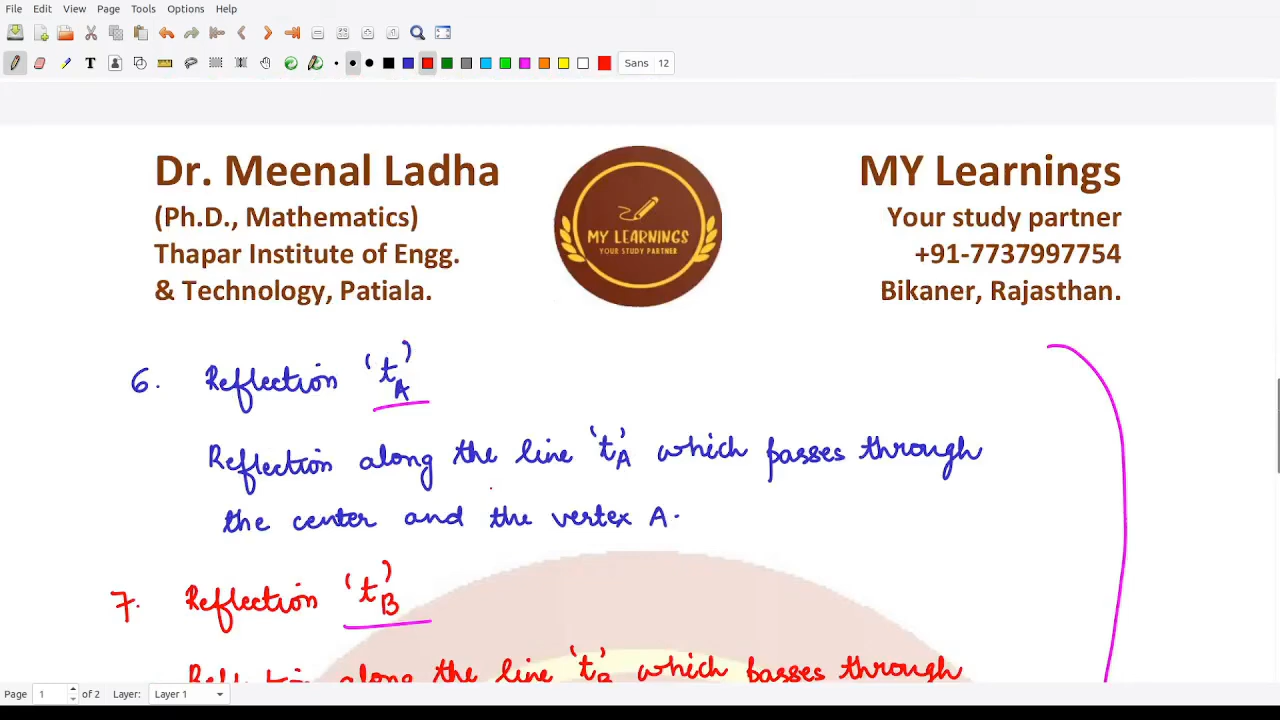 File Edit View Page Tools Options Help
T Sans 12
Dr. Meenal Ladha
(Ph.D., Mathematics)
Thapar Institute of Engg.
& Technology, Patiala.
MY LEARNINGS
YOUR STUDY PARTNER
MY Learnings
Your study partner
+91-7737997754
Bikaner, Rajasthan.
6. Reflection 't_A'
Reflection along the line 't_A' which passes through
the center and the vertex A.
7. Reflection 't_B'
Reflection along the line 't_B' which passes through
Page 1 of 2 Layer: Layer 1